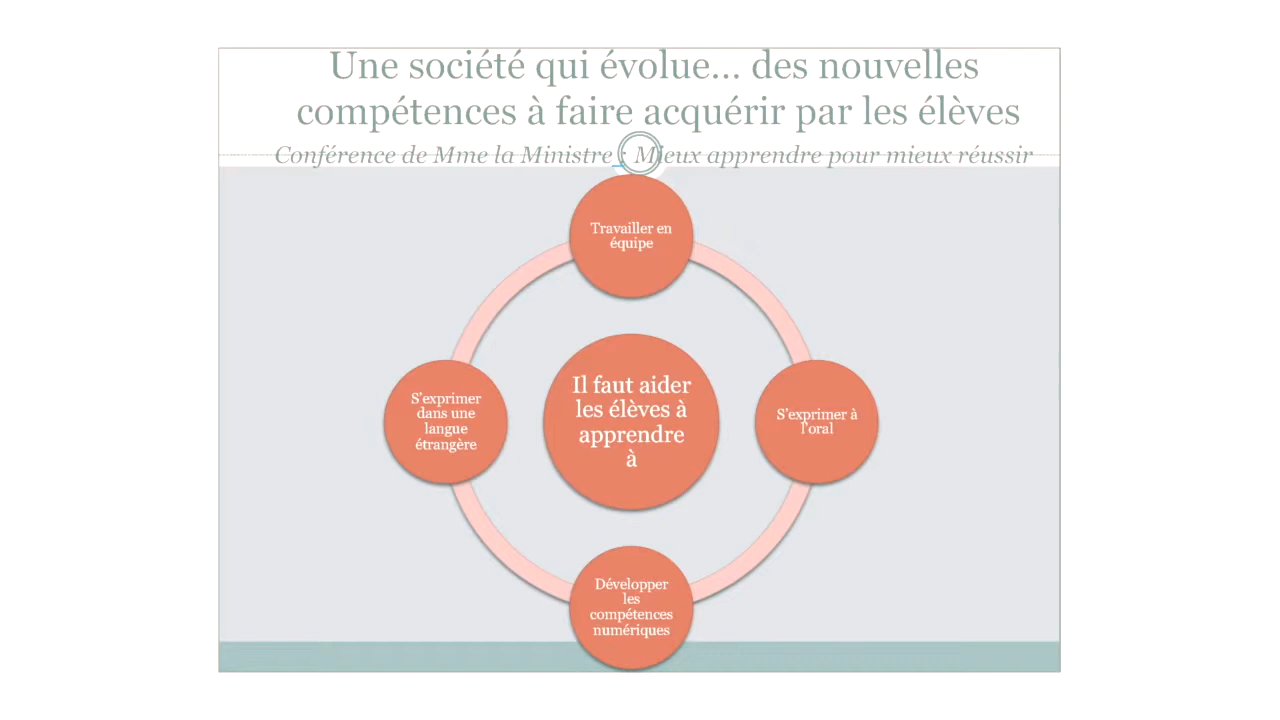 Une société qui évolue... des nouvelles
compétences à faire acquérir par les élèves
Conférence de Mme la Ministre : Mieux apprendre pour mieux réussir
Travailler en
équipe
Il faut aider
les élèves à
apprendre
à
S'exprimer
dans une
langue
étrangère
S'exprimer à
l'oral
Développer
les
compétences
numériques